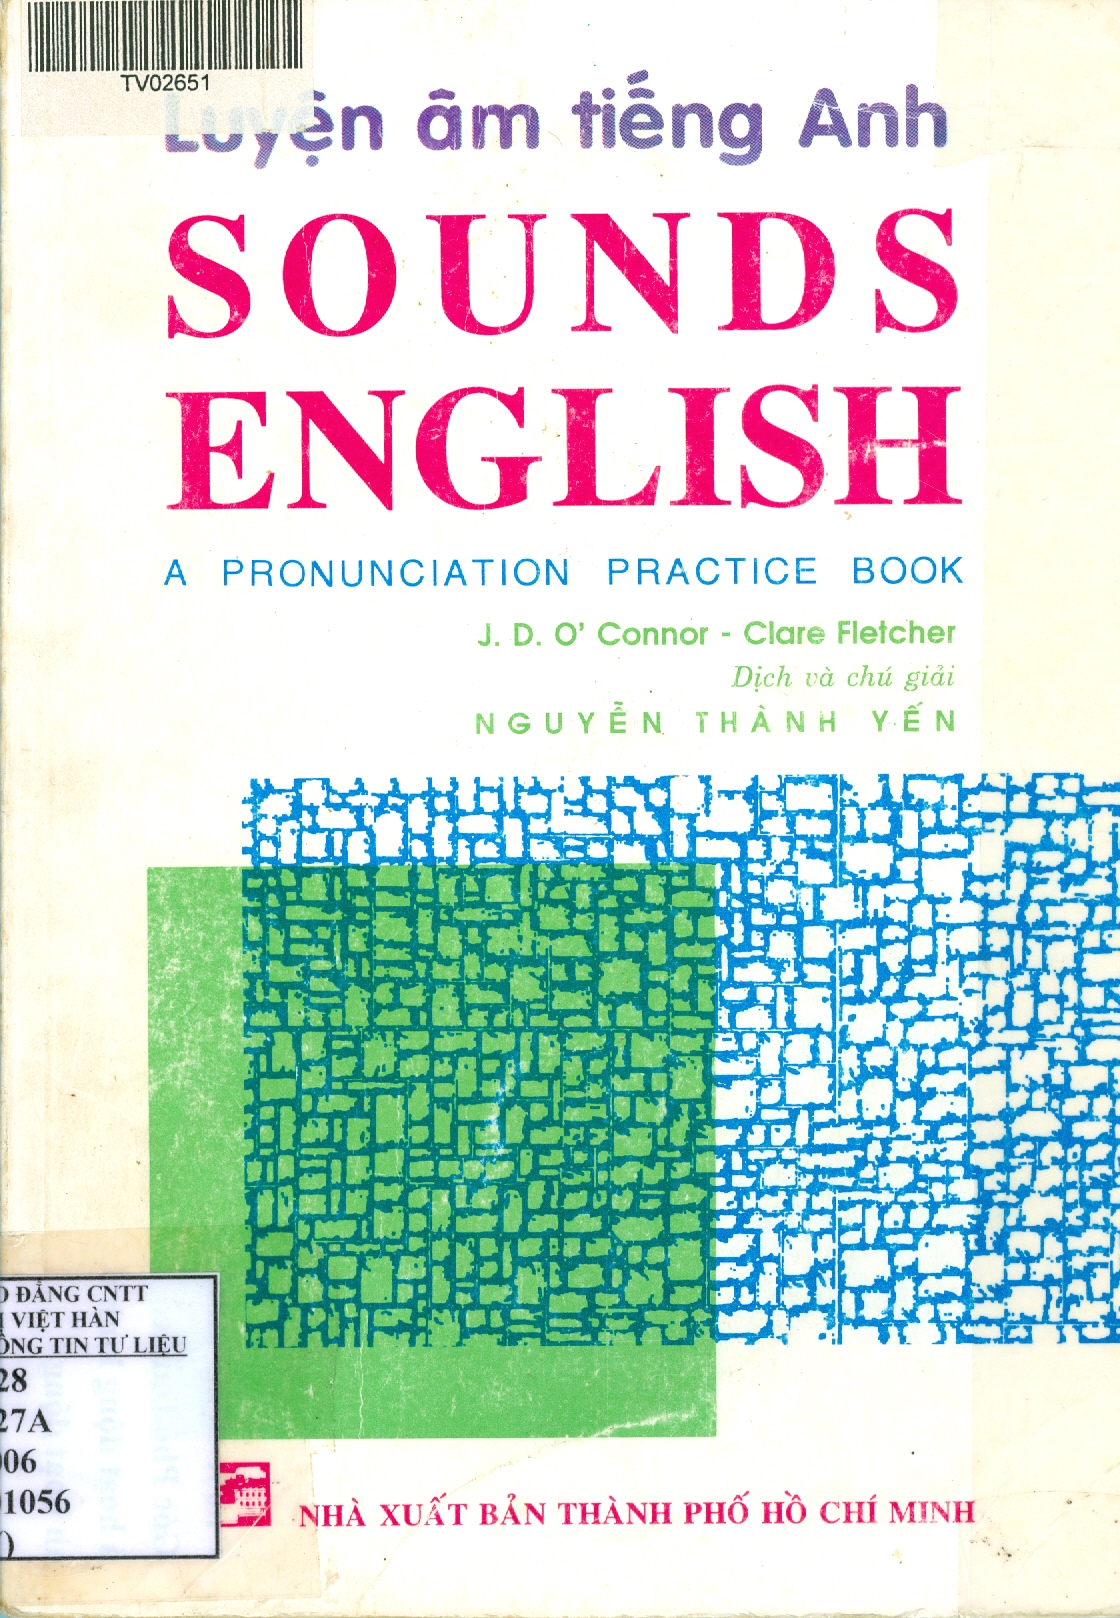 TV02651
Luyện âm tiếng Anh
SOUNDS
ENGLISH
A PRONUNCIATION PRACTICE BOOK
J. D. O' Connor - Clare Fletcher
Dịch và chú giải
NGUYỄN THÀNH YẾN
ĐẲNG CNTT
VIỆT HÀN
TIN TƯ LIỆU
28
27A
06
1056
)
NHÀ XUẤT BẢN THÀNH PHỐ HỒ CHÍ MINH